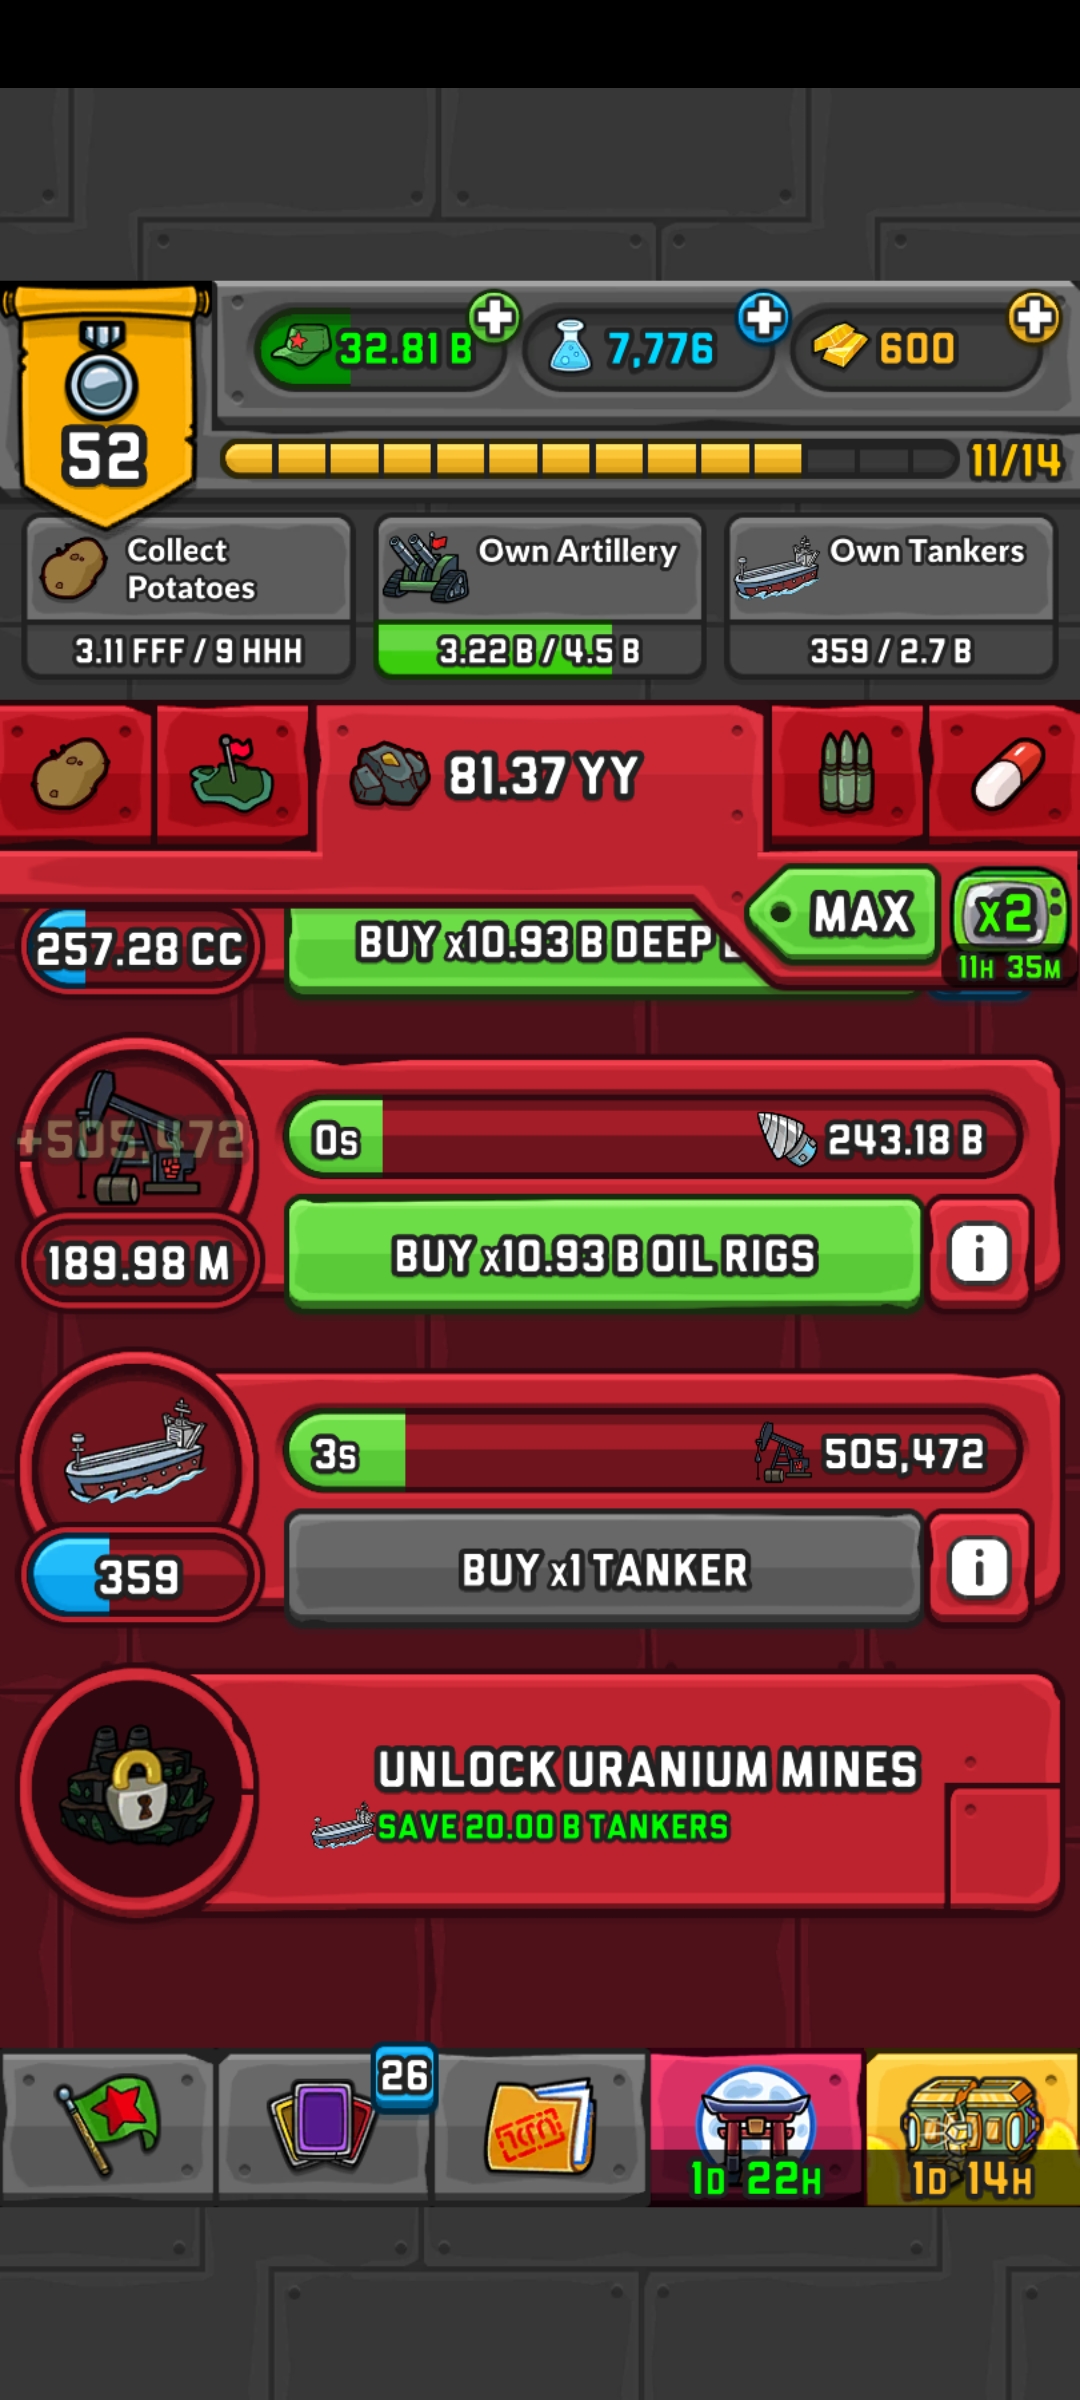 32.81 B
7,776
600
52
11/14
Collect
Potatoes
3.11 FFF / 9 HHH
Own Artillery
3.22 B / 4.5 B
Own Tankers
359 / 2.7 B
81.37 YY
MAX
x2
11H 35M
257.28 CC
BUY x10.93 B DEEP
+505,472
0s
243.18 B
189.98 M
BUY x10.93 B OIL RIGS
i
3s
505,472
359
BUY x1 TANKER
i
UNLOCK URANIUM MINES
SAVE 20.00 B TANKERS
26
1D 22H
1D 14H